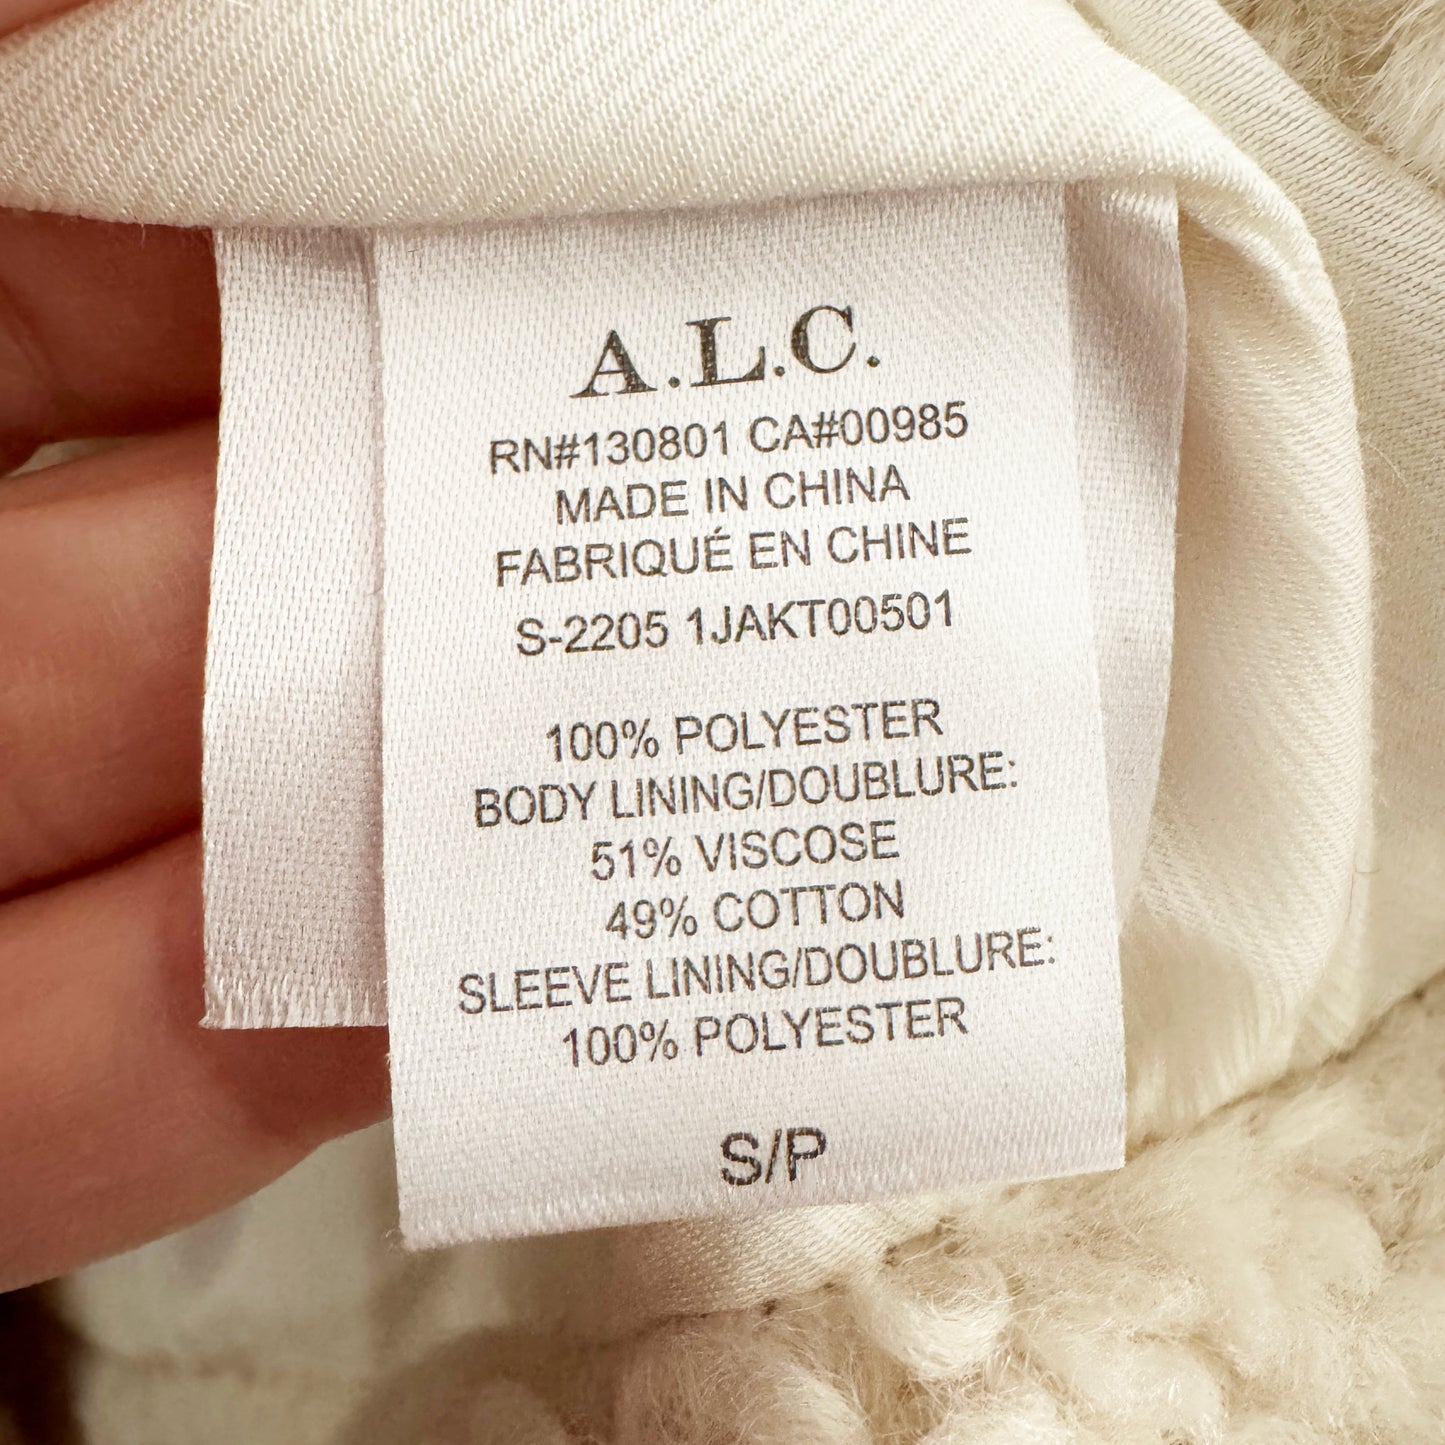 A.L.C.
RN#130801 CA#00985
MADE IN CHINA
FABRIQUÉ EN CHINE
S-2205 1JAKT00501
100% POLYESTER
BODY LINING/DOUBLURE:
51% VISCOSE
49% COTTON
SLEEVE LINING/DOUBLURE:
100% POLYESTER
S/P